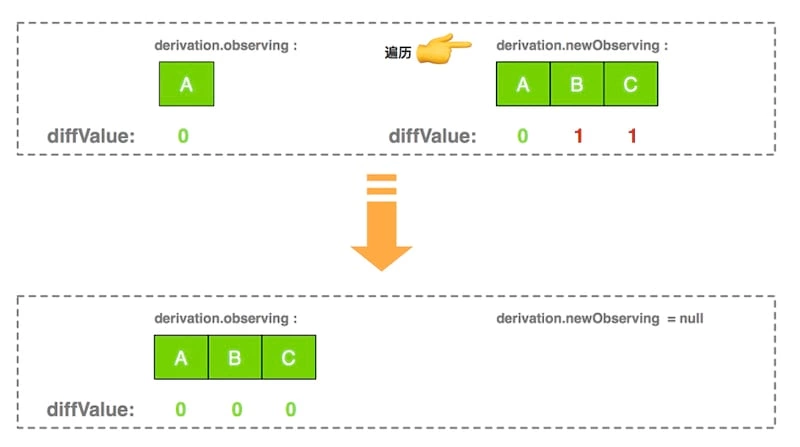 derivation.observing :
遍历
derivation.newObserving :
A
A B C
diffValue: 0
diffValue: 0 1 1
derivation.observing :
derivation.newObserving = null
A B C
diffValue: 0 0 0